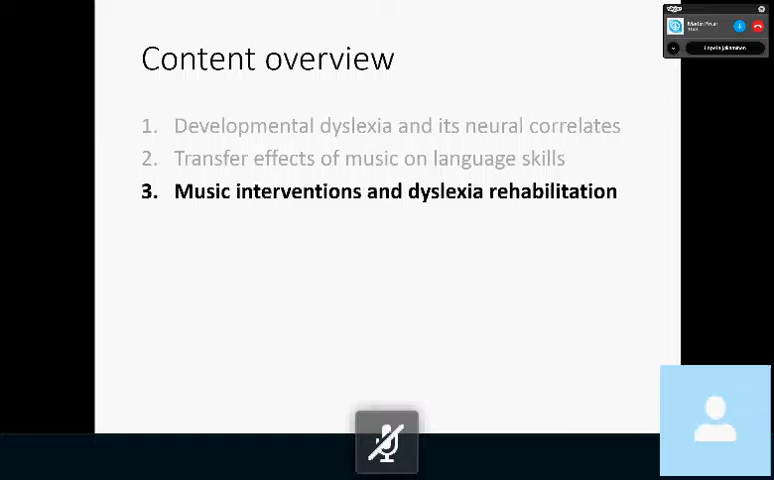 Content overview
1. Developmental dyslexia and its neural correlates
2. Transfer effects of music on language skills
3. Music interventions and dyslexia rehabilitation